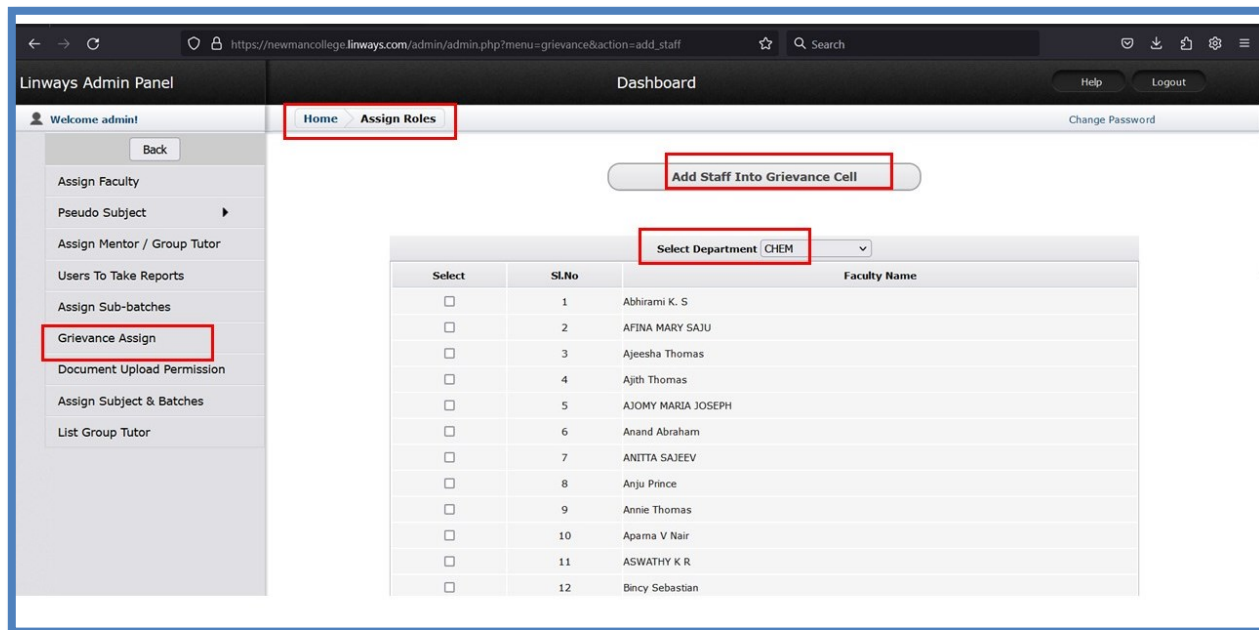 https://newmancollege.linways.com/admin/admin.php?menu=grievance&action=add_staff Search
Linways Admin Panel Dashboard Help Logout
Welcome admin! Home Assign Roles Change Password
Back
Assign Faculty
Pseudo Subject
Assign Mentor / Group Tutor
Users To Take Reports
Assign Sub-batches
Grievance Assign
Document Upload Permission
Assign Subject & Batches
List Group Tutor
Add Staff Into Grievance Cell
Select Department CHEM
Select Sl.No Faculty Name
1 Abhirami K. S
2 AFINA MARY SAJU
3 Ajeesha Thomas
4 Ajith Thomas
5 AJOMY MARIA JOSEPH
6 Anand Abraham
7 ANITTA SAJEEV
8 Anju Prince
9 Annie Thomas
10 Aparna V Nair
11 ASWATHY K R
12 Bincy Sebastian